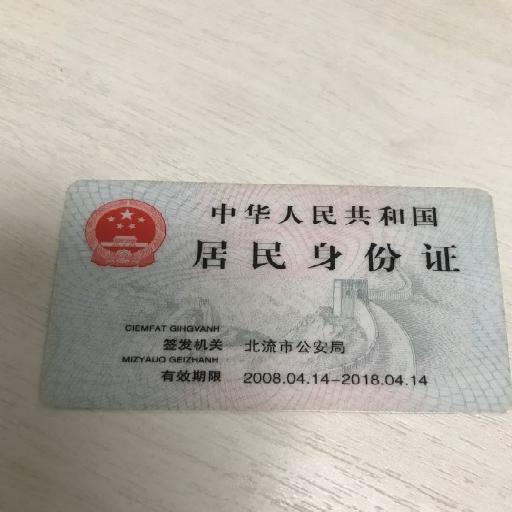 中华人民共和国
居民身份证
CIEMFAT GIHGVANH
签发机关 北流市公安局
MIZYAUQ GEIZHANH
有效期限 2008.04.14-2018.04.14